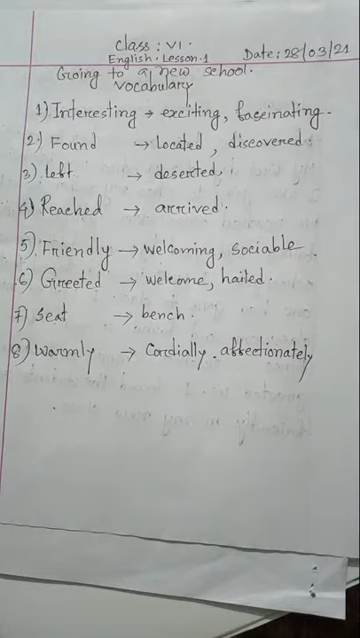 Class : VI.
English. Lesson.1 Date: 28/03/21
Going to a new school.
Vocabulary
1) Interesting → exciting, fascinating.
2) Found → located, discovered.
3) left → deserted.
4) Reached → arrived.
5) Friendly → welcoming, sociable.
6) Greeted → welcome, hailed.
7) Seat → bench.
8) Warmly → Cordially. affectionately